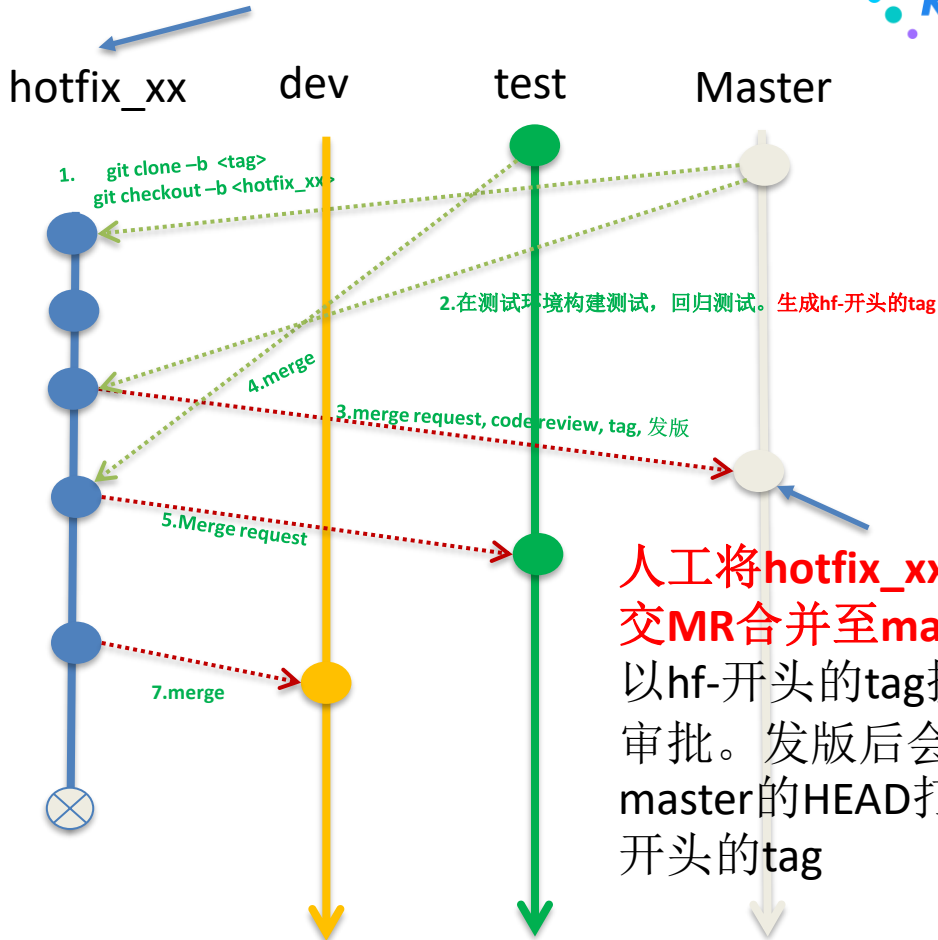 hotfix_xx
dev
test
Master
1. git clone –b <tag>
git checkout –b <hotfix_xx>
2.在测试环境构建测试，回归测试。生成hf-开头的tag
4.merge
3.merge request, code review, tag, 发版
5.Merge request
人工将hotfix_xx
交MR合并至ma
以hf-开头的tag
审批。发版后会
7.merge
master的HEAD打
开头的tag